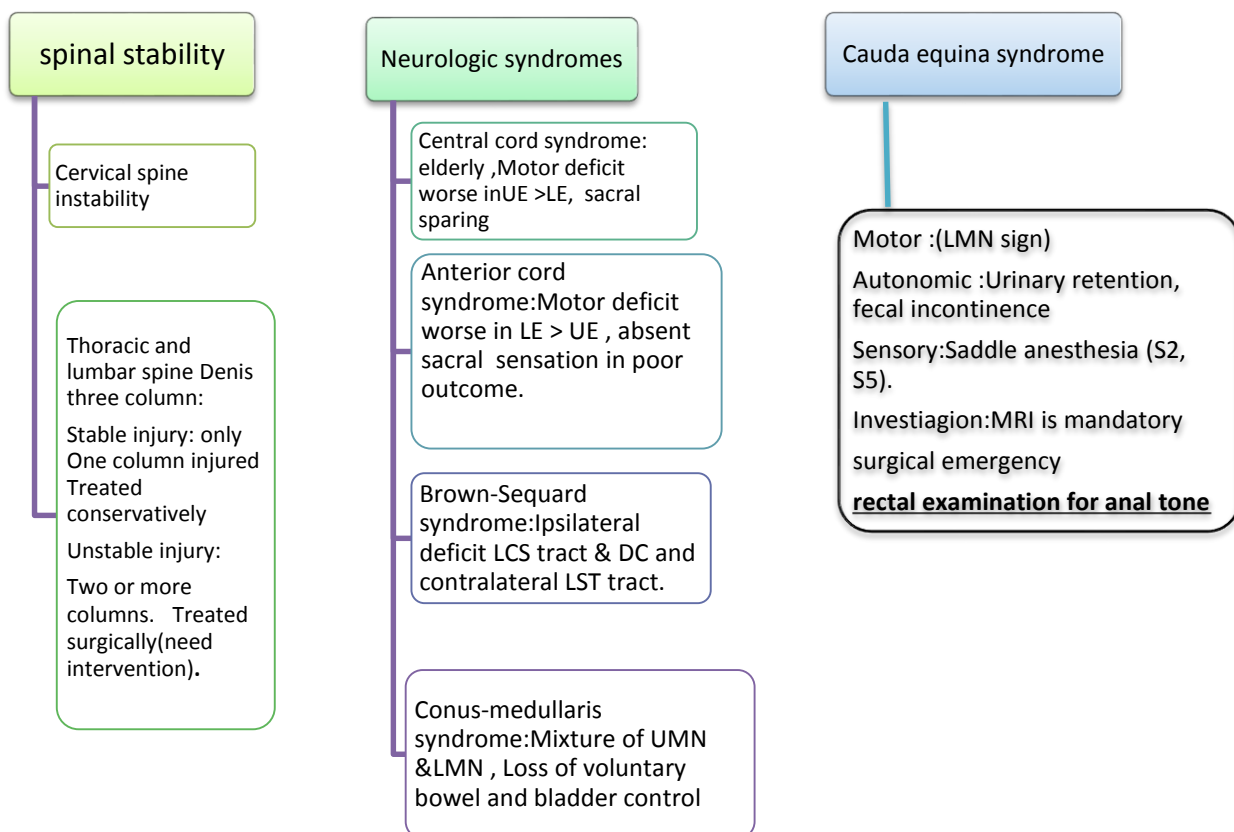 spinal stability
Cervical spine
instability
Thoracic and
lumbar spine Denis
three column:
Stable injury: only
One column injured
Treated
conservatively
Unstable injury:
Two or more
columns.   Treated
surgically(need
intervention).
Neurologic syndromes
Central cord syndrome:
elderly ,Motor deficit
worse inUE >LE,  sacral
sparing
Anterior cord
syndrome:Motor deficit
worse in LE > UE , absent
sacral  sensation in poor
outcome.
Brown-Sequard
syndrome:Ipsilateral
deficit LCS tract & DC and
contralateral LST tract.
Conus-medullaris
syndrome:Mixture of UMN
&LMN , Loss of voluntary
bowel and bladder control
Cauda equina syndrome
Motor :(LMN sign)
Autonomic :Urinary retention,
fecal incontinence
Sensory:Saddle anesthesia (S2,
S5).
Investiagion:MRI is mandatory
surgical emergency
rectal examination for anal tone